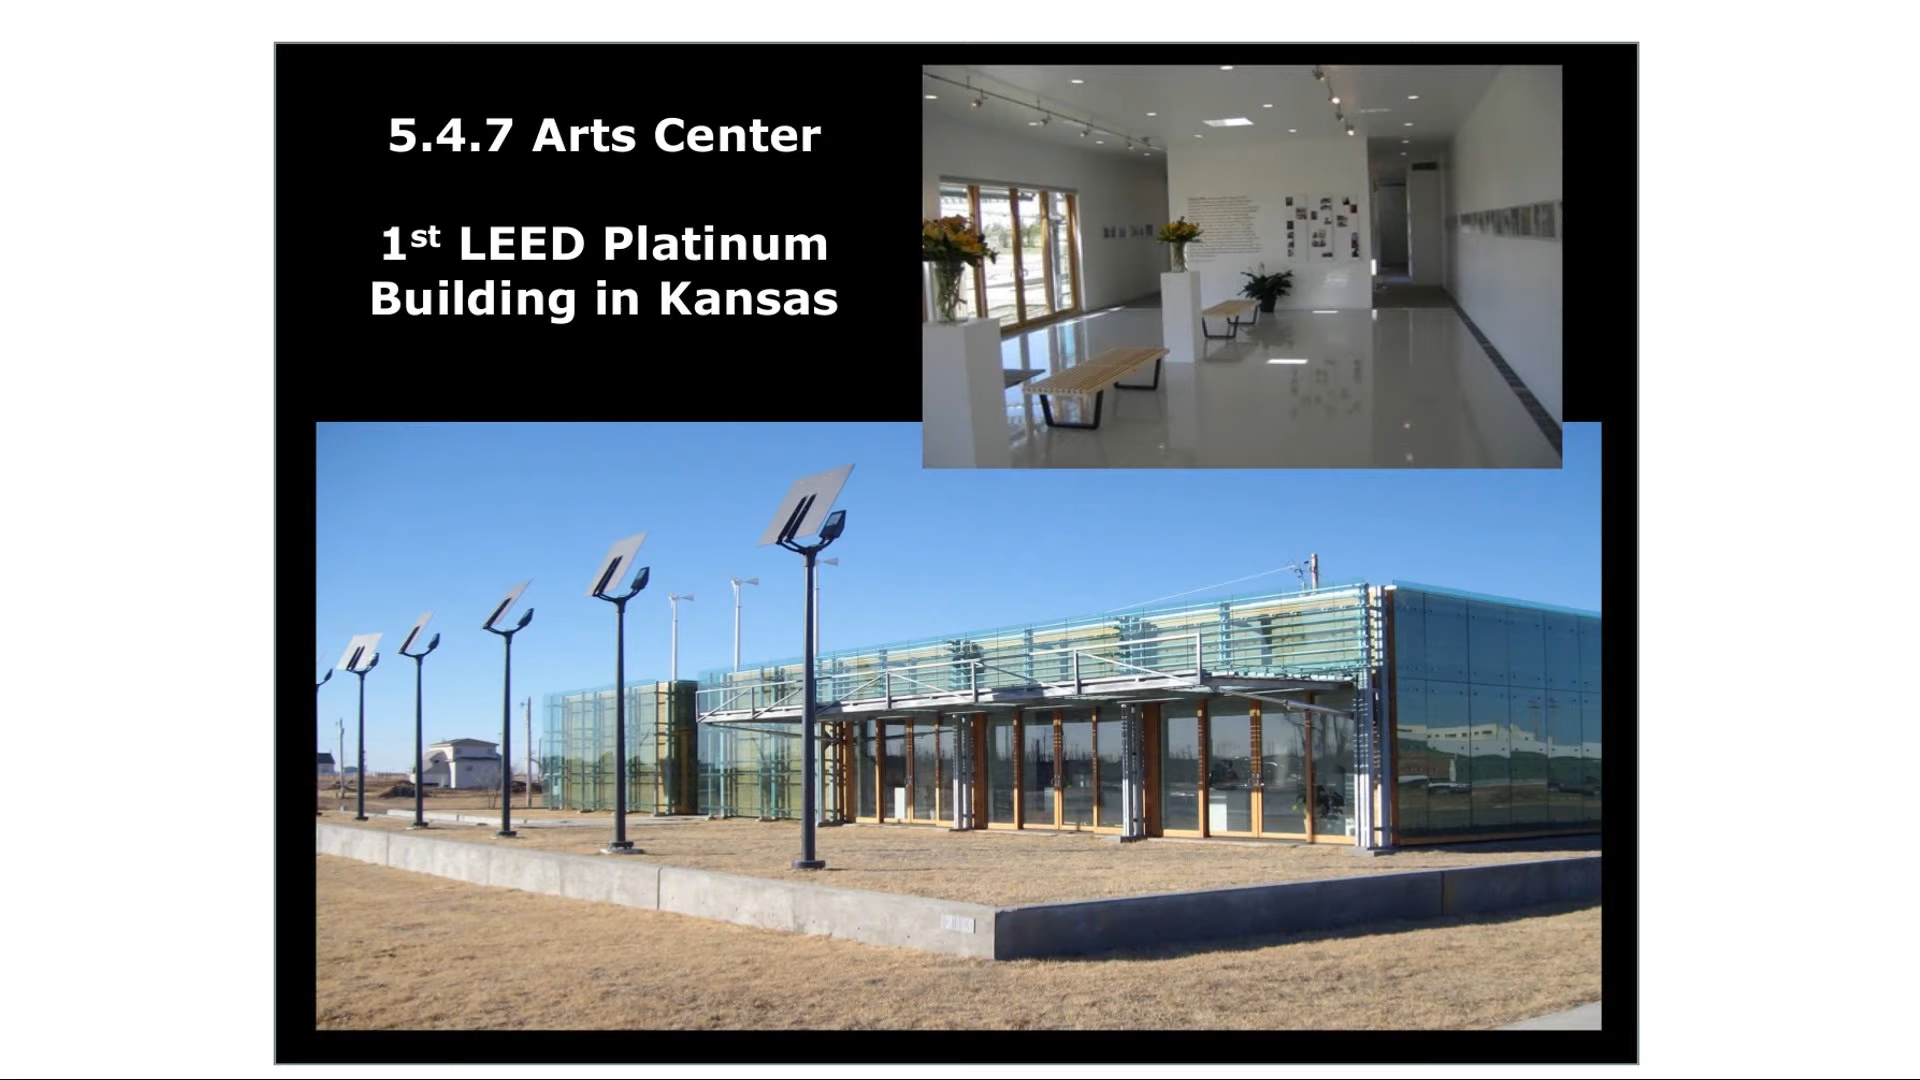 5.4.7 Arts Center
1st LEED Platinum
Building in Kansas